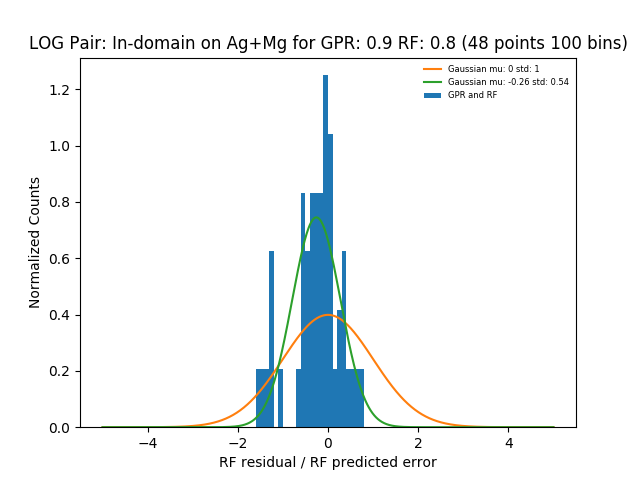 LOG Pair: In-domain on Ag+Mg for GPR: 0.9 RF: 0.8 (48 points 100 bins)
Gaussian mu: 0 std: 1
Gaussian mu: -0.26 std: 0.54
GPR and RF
Normalized Counts
1.2
1.0
0.8
0.6
0.4
0.2
0.0
−4 −2 0 2 4
RF residual / RF predicted error